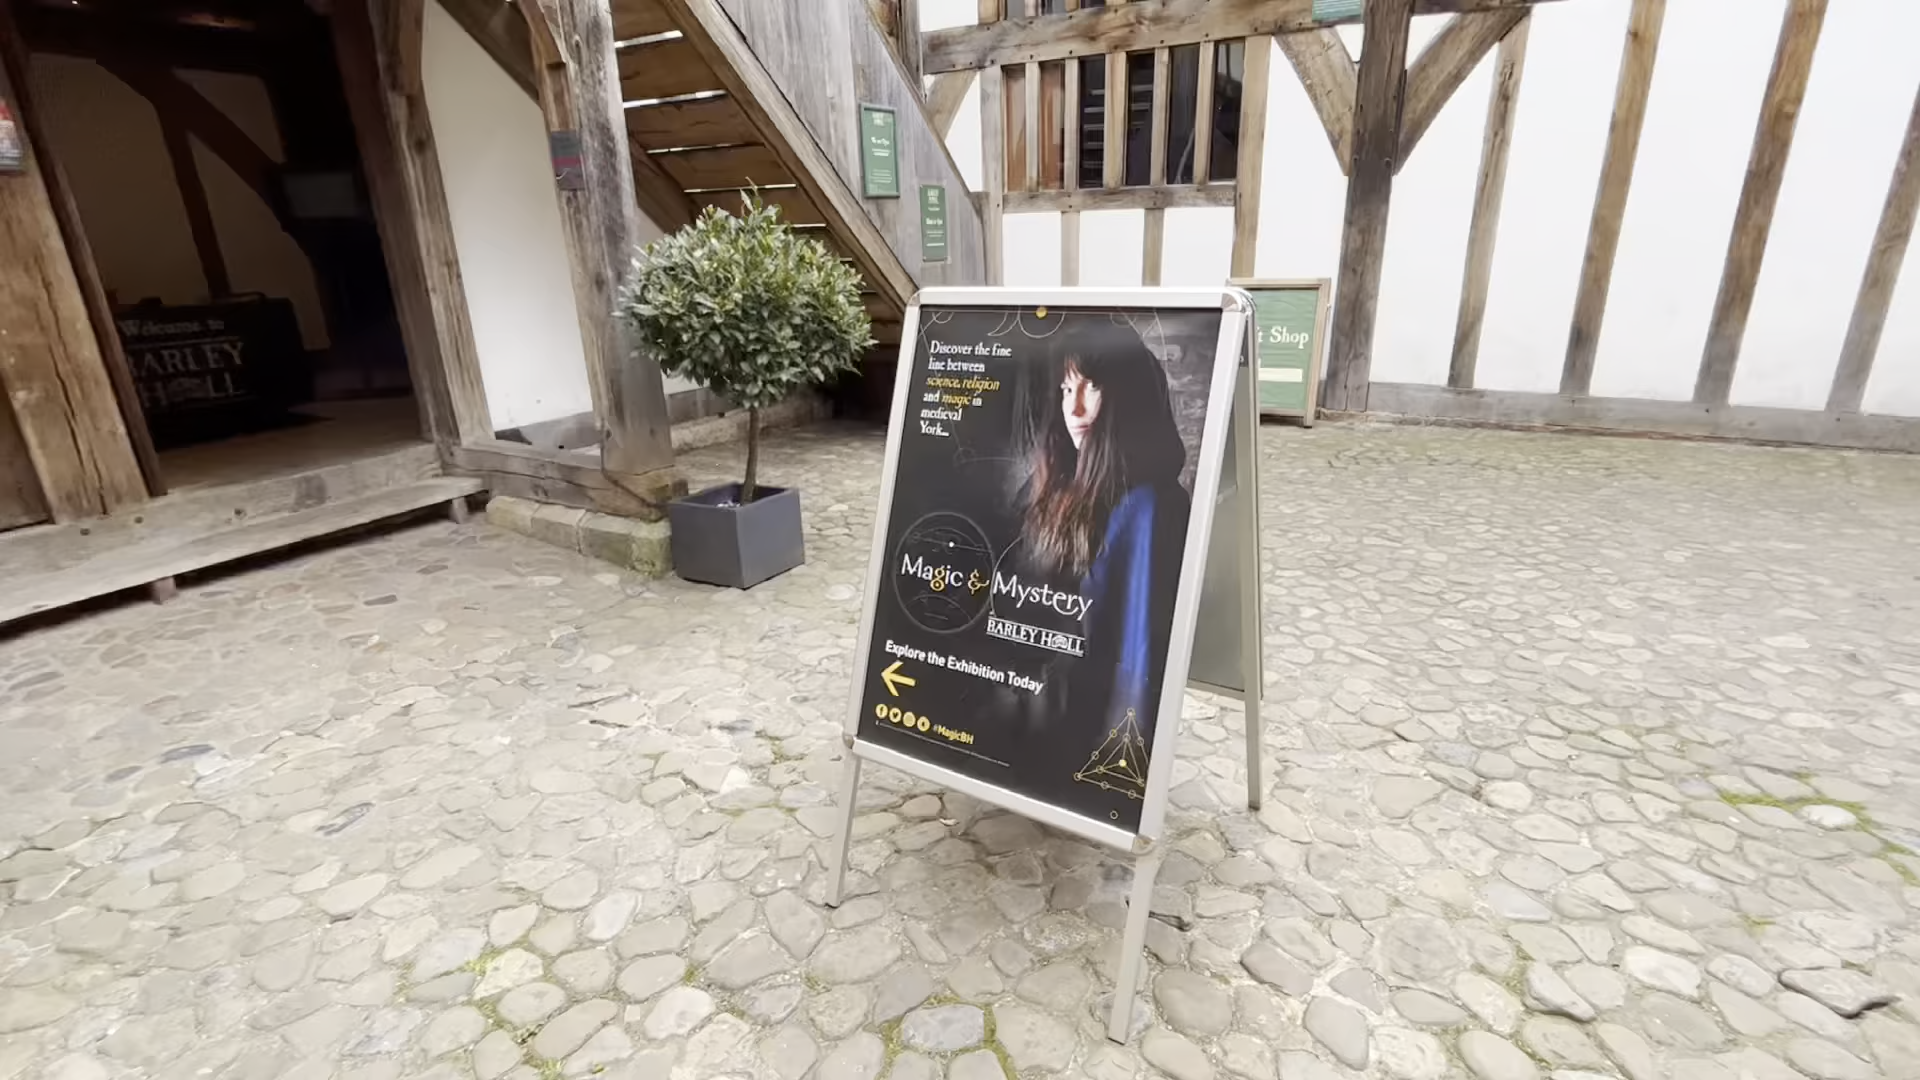 Welcome to
BARLEY
HALL
t Shop
Discover the fine
line between
science, religion
and magic in
medieval
York...
Magic & Mystery
BARLEY HALL
Explore the Exhibition Today
#MagicBH